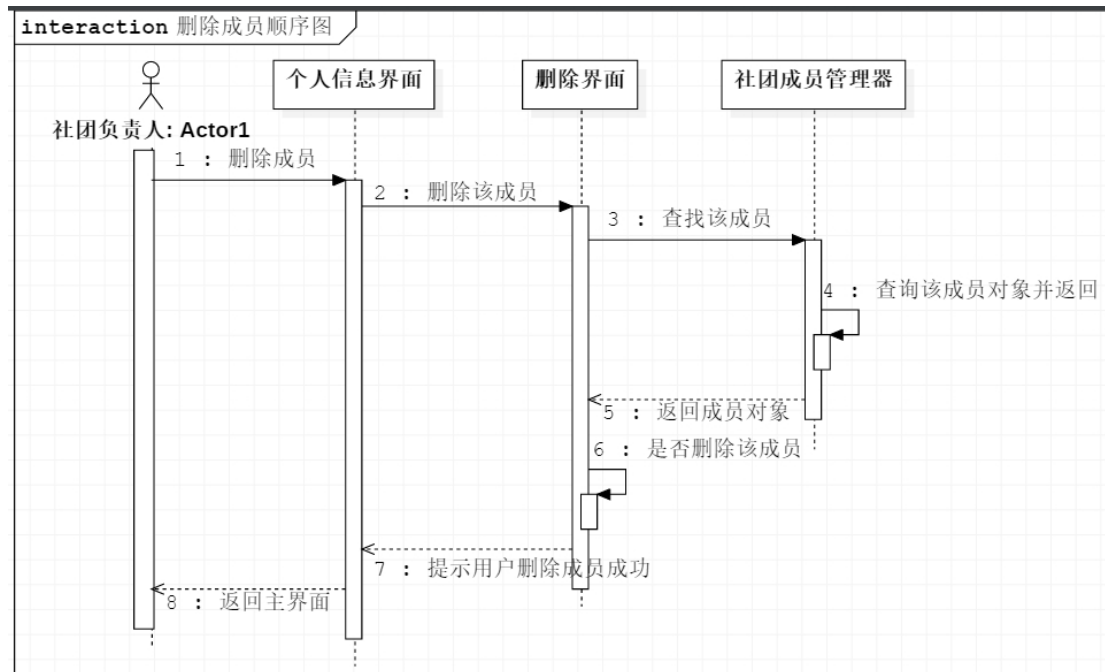 interaction 删除成员顺序图
个人信息界面
删除界面
社团成员管理器
社团负责人: Actor1
1 : 删除成员
2 : 删除该成员
3 : 查找该成员
4 : 查询该成员对象并返回
5 : 返回成员对象
6 : 是否删除该成员
7 : 提示用户删除成员成功
8 : 返回主界面